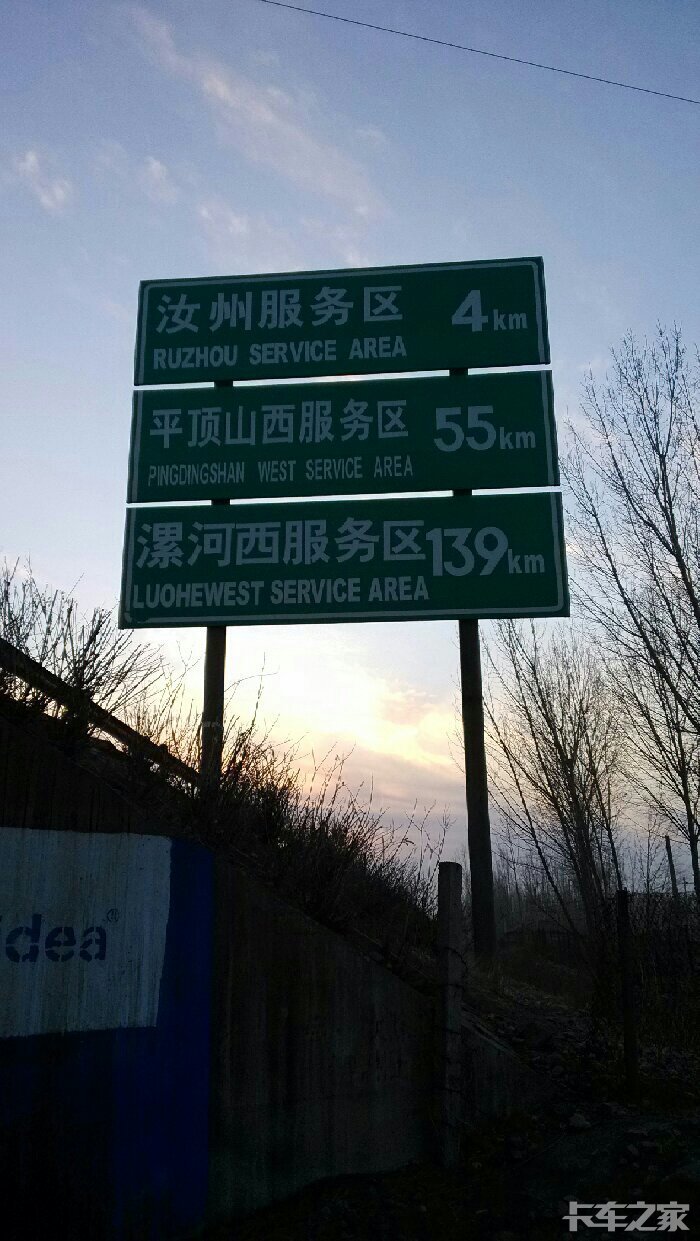 汝州服务区 4km
RUZHOU SERVICE AREA
平顶山西服务区 55km
PINGDINGSHAN WEST SERVICE AREA
漯河西服务区 139km
LUOHEWEST SERVICE AREA
idea®
卡车之家